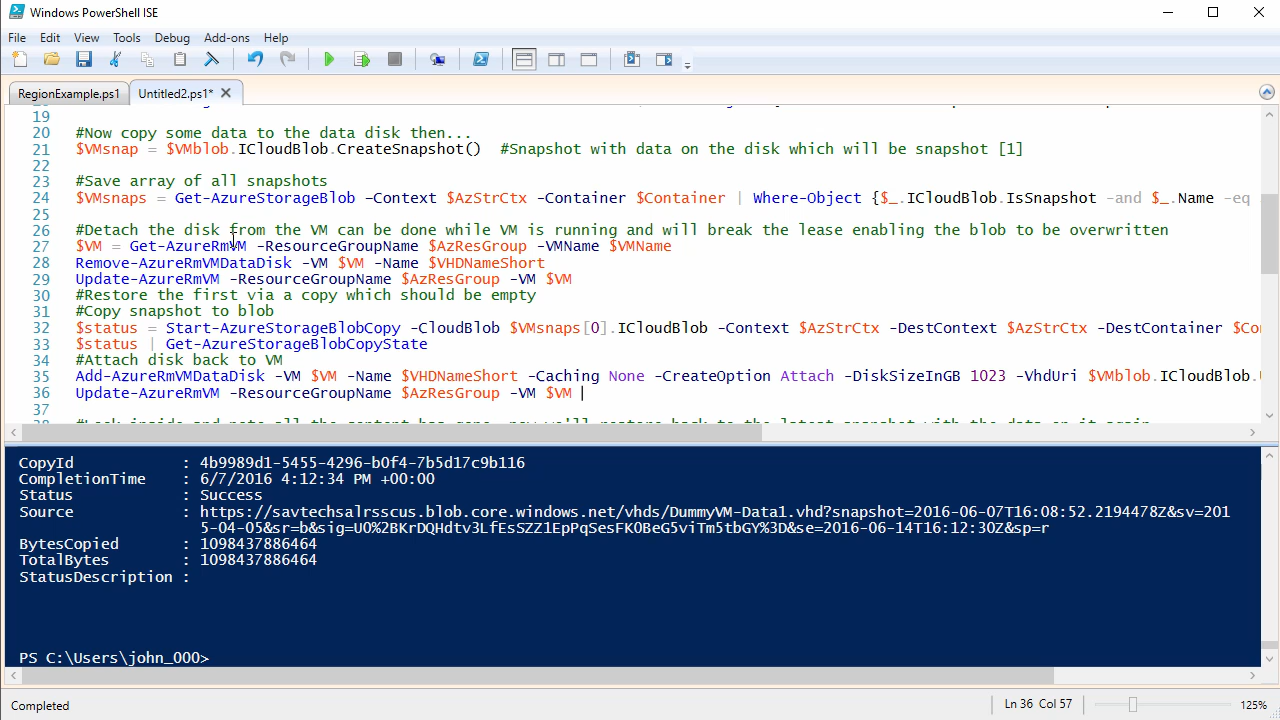 Windows PowerShell ISE
File Edit View Tools Debug Add-ons Help
RegionExample.ps1 Untitled2.ps1* X
19
20 #Now copy some data to the data disk then...
21 $VMsnap = $VMblob.ICloudBlob.CreateSnapshot() #Snapshot with data on the disk which will be snapshot [1]
22
23 #Save array of all snapshots
24 $VMsnaps = Get-AzureStorageBlob -Context $AzStrCtx -Container $Container | Where-Object {$_.ICloudBlob.IsSnapshot -and $_.Name -eq
25
26 #Detach the disk from the VM can be done while VM is running and will break the lease enabling the blob to be overwritten
27 $VM = Get-AzureRmVM -ResourceGroupName $AzResGroup -VMName $VMName
28 Remove-AzureRmVMDataDisk -VM $VM -Name $VHDNameShort
29 Update-AzureRmVM -ResourceGroupName $AzResGroup -VM $VM
30 #Restore the first via a copy which should be empty
31 #Copy snapshot to blob
32 $status = Start-AzureStorageBlobCopy -CloudBlob $VMsnaps[0].ICloudBlob -Context $AzStrCtx -DestContext $AzStrCtx -DestContainer $Co
33 $status | Get-AzureStorageBlobCopyState
34 #Attach disk back to VM
35 Add-AzureRmVMDataDisk -VM $VM -Name $VHDNameShort -Caching None -CreateOption Attach -DiskSizeInGB 1023 -VhdUri $VMblob.ICloudBlob.
36 Update-AzureRmVM -ResourceGroupName $AzResGroup -VM $VM
37
CopyId : 4b9989d1-5455-4296-b0f4-7b5d17c9b116
CompletionTime : 6/7/2016 4:12:34 PM +00:00
Status : Success
Source : https://savtechsalrsscus.blob.core.windows.net/vhds/DummyVM-Data1.vhd?snapshot=2016-06-07T16:08:52.2194478Z&sv=201
5-04-05&sr=b&sig=U0%2BKrDQHdtv3LfEsSZZ1EpPqSesFK0BeG5viTm5tbGY%3D&se=2016-06-14T16:12:30Z&sp=r
BytesCopied : 1098437886464
TotalBytes : 1098437886464
StatusDescription :
PS C:\Users\john_000>
Completed Ln 36 Col 57 125%